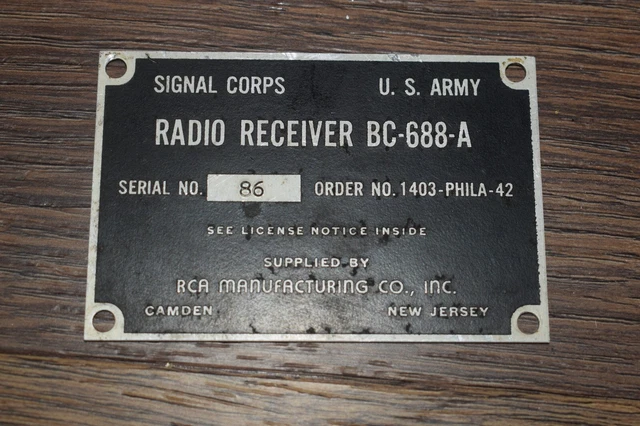 SIGNAL CORPS U. S. ARMY
RADIO RECEIVER BC-688-A
SERIAL NO. 86 ORDER NO. 1403-PHILA-42
SEE LICENSE NOTICE INSIDE
SUPPLIED BY
RCA MANUFACTURING CO., INC.
CAMDEN NEW JERSEY